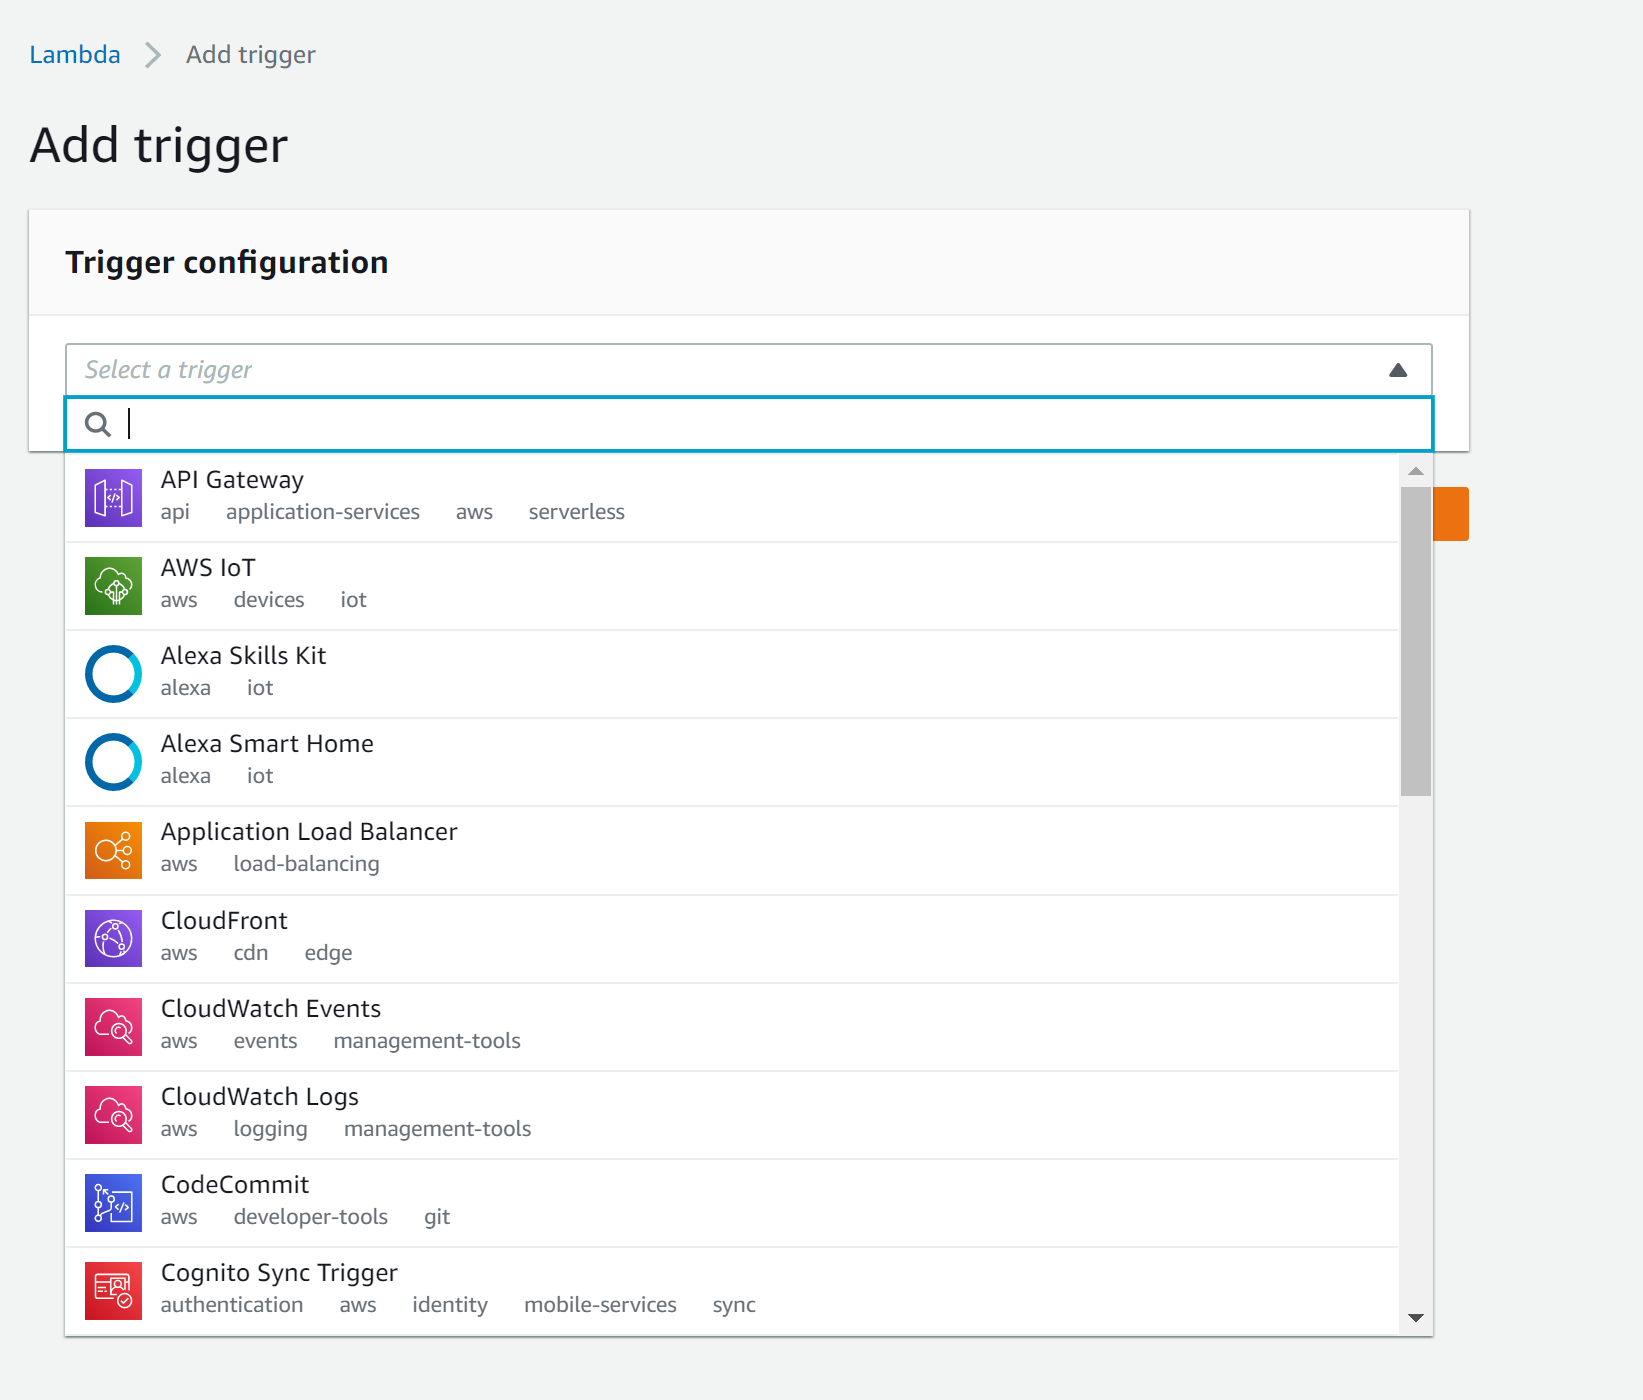 Lambda Add trigger
Add trigger
Trigger configuration
Select a trigger
API Gateway
api application-services aws serverless
AWS IoT
aws devices iot
Alexa Skills Kit
alexa iot
Alexa Smart Home
alexa iot
Application Load Balancer
aws load-balancing
CloudFront
aws cdn edge
CloudWatch Events
aws events management-tools
CloudWatch Logs
aws logging management-tools
CodeCommit
aws developer-tools git
Cognito Sync Trigger
authentication aws identity mobile-services sync